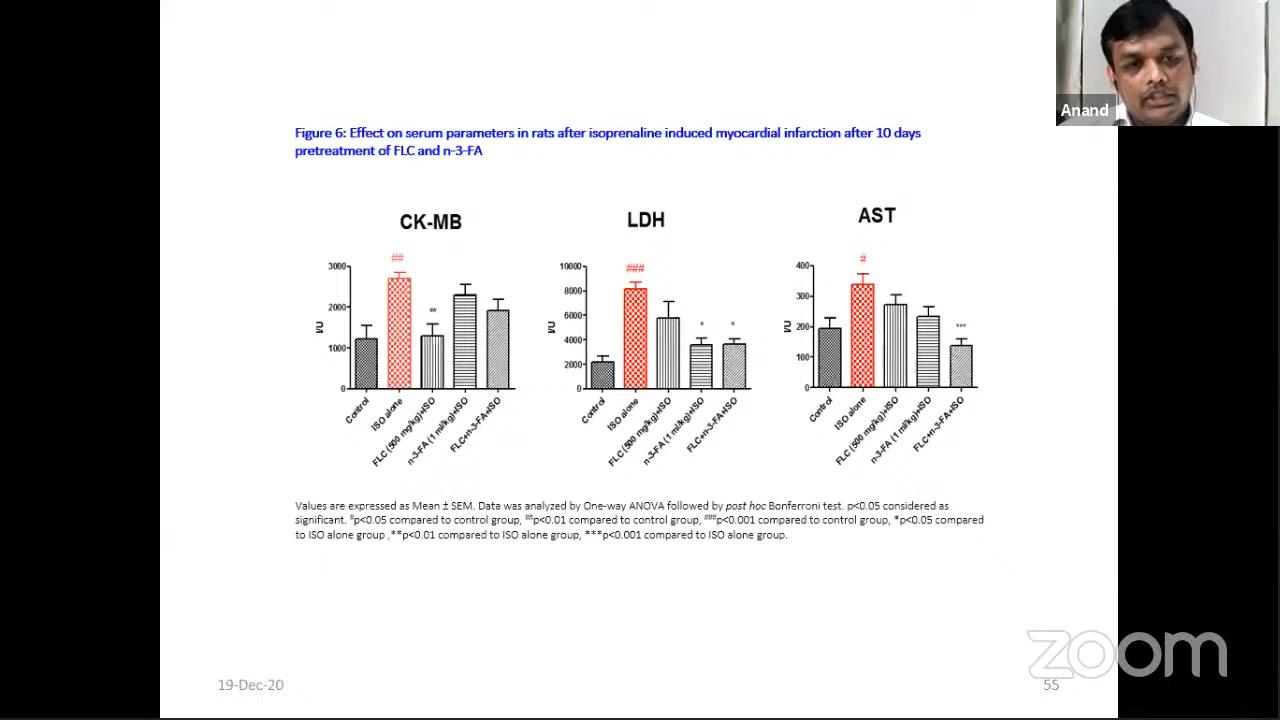 Anand
Figure 6: Effect on serum parameters in rats after isoprenaline induced myocardial infarction after 10 days
pretreatment of FLC and n-3-FA
CK-MB
3000
2000
1000
0
Control
ISO alone
FLC (500 mg/kg)+ISO
n-3-FA (1 ml/kg)+ISO
FLC+n-3-FA+ISO
##
**
LDH
10000
8000
6000
4000
2000
0
Control
ISO alone
FLC (500 mg/kg)+ISO
n-3-FA (1 ml/kg)+ISO
FLC+n-3-FA+ISO
###
*
*
AST
400
300
200
100
0
Control
ISO alone
FLC (500 mg/kg)+ISO
n-3-FA (1 ml/kg)+ISO
FLC+n-3-FA+ISO
#
***
Values are expressed as Mean ± SEM. Data was analyzed by One-way ANOVA followed by post hoc Bonferroni test. p<0.05 considered as
significant. #p<0.05 compared to control group, ##p<0.01 compared to control group, ###p<0.001 compared to control group, *p<0.05 compared
to ISO alone group ,**p<0.01 compared to ISO alone group, ***p<0.001 compared to ISO alone group.
zoom
19-Dec-20
55